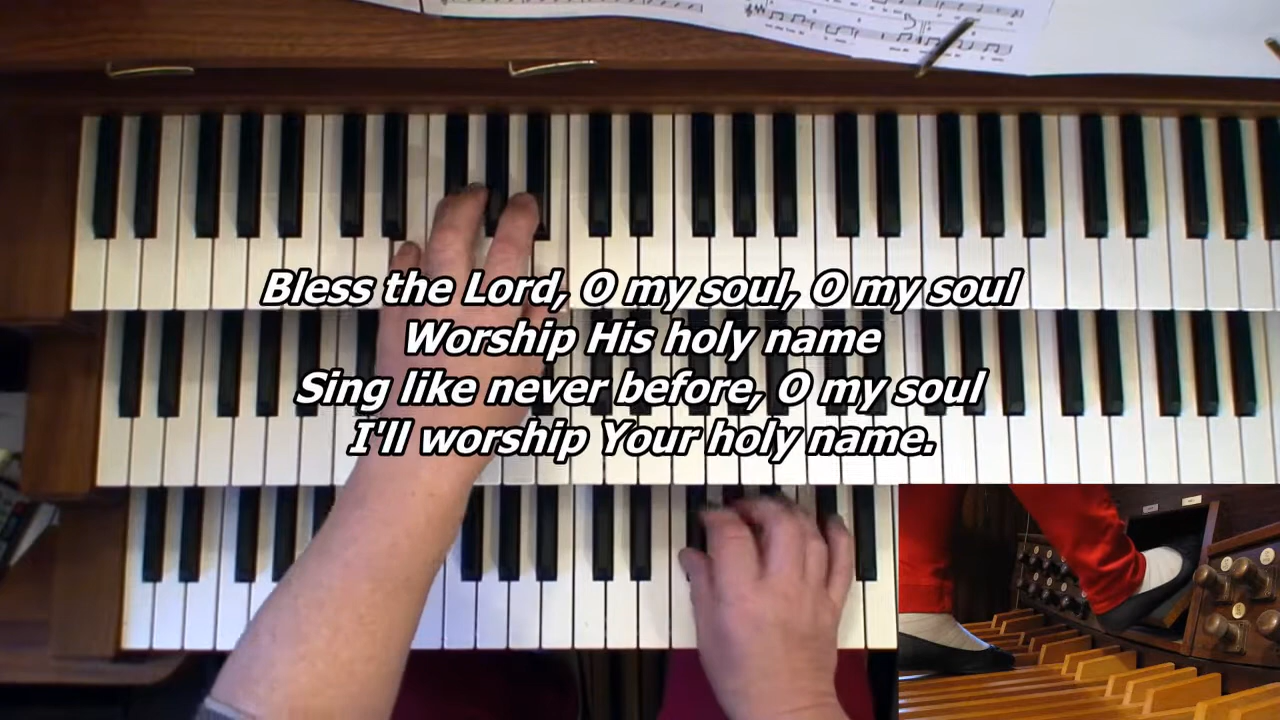 Bless the Lord, O my soul, O my soul
Worship His holy name
Sing like never before, O my soul
I'll worship Your holy name.